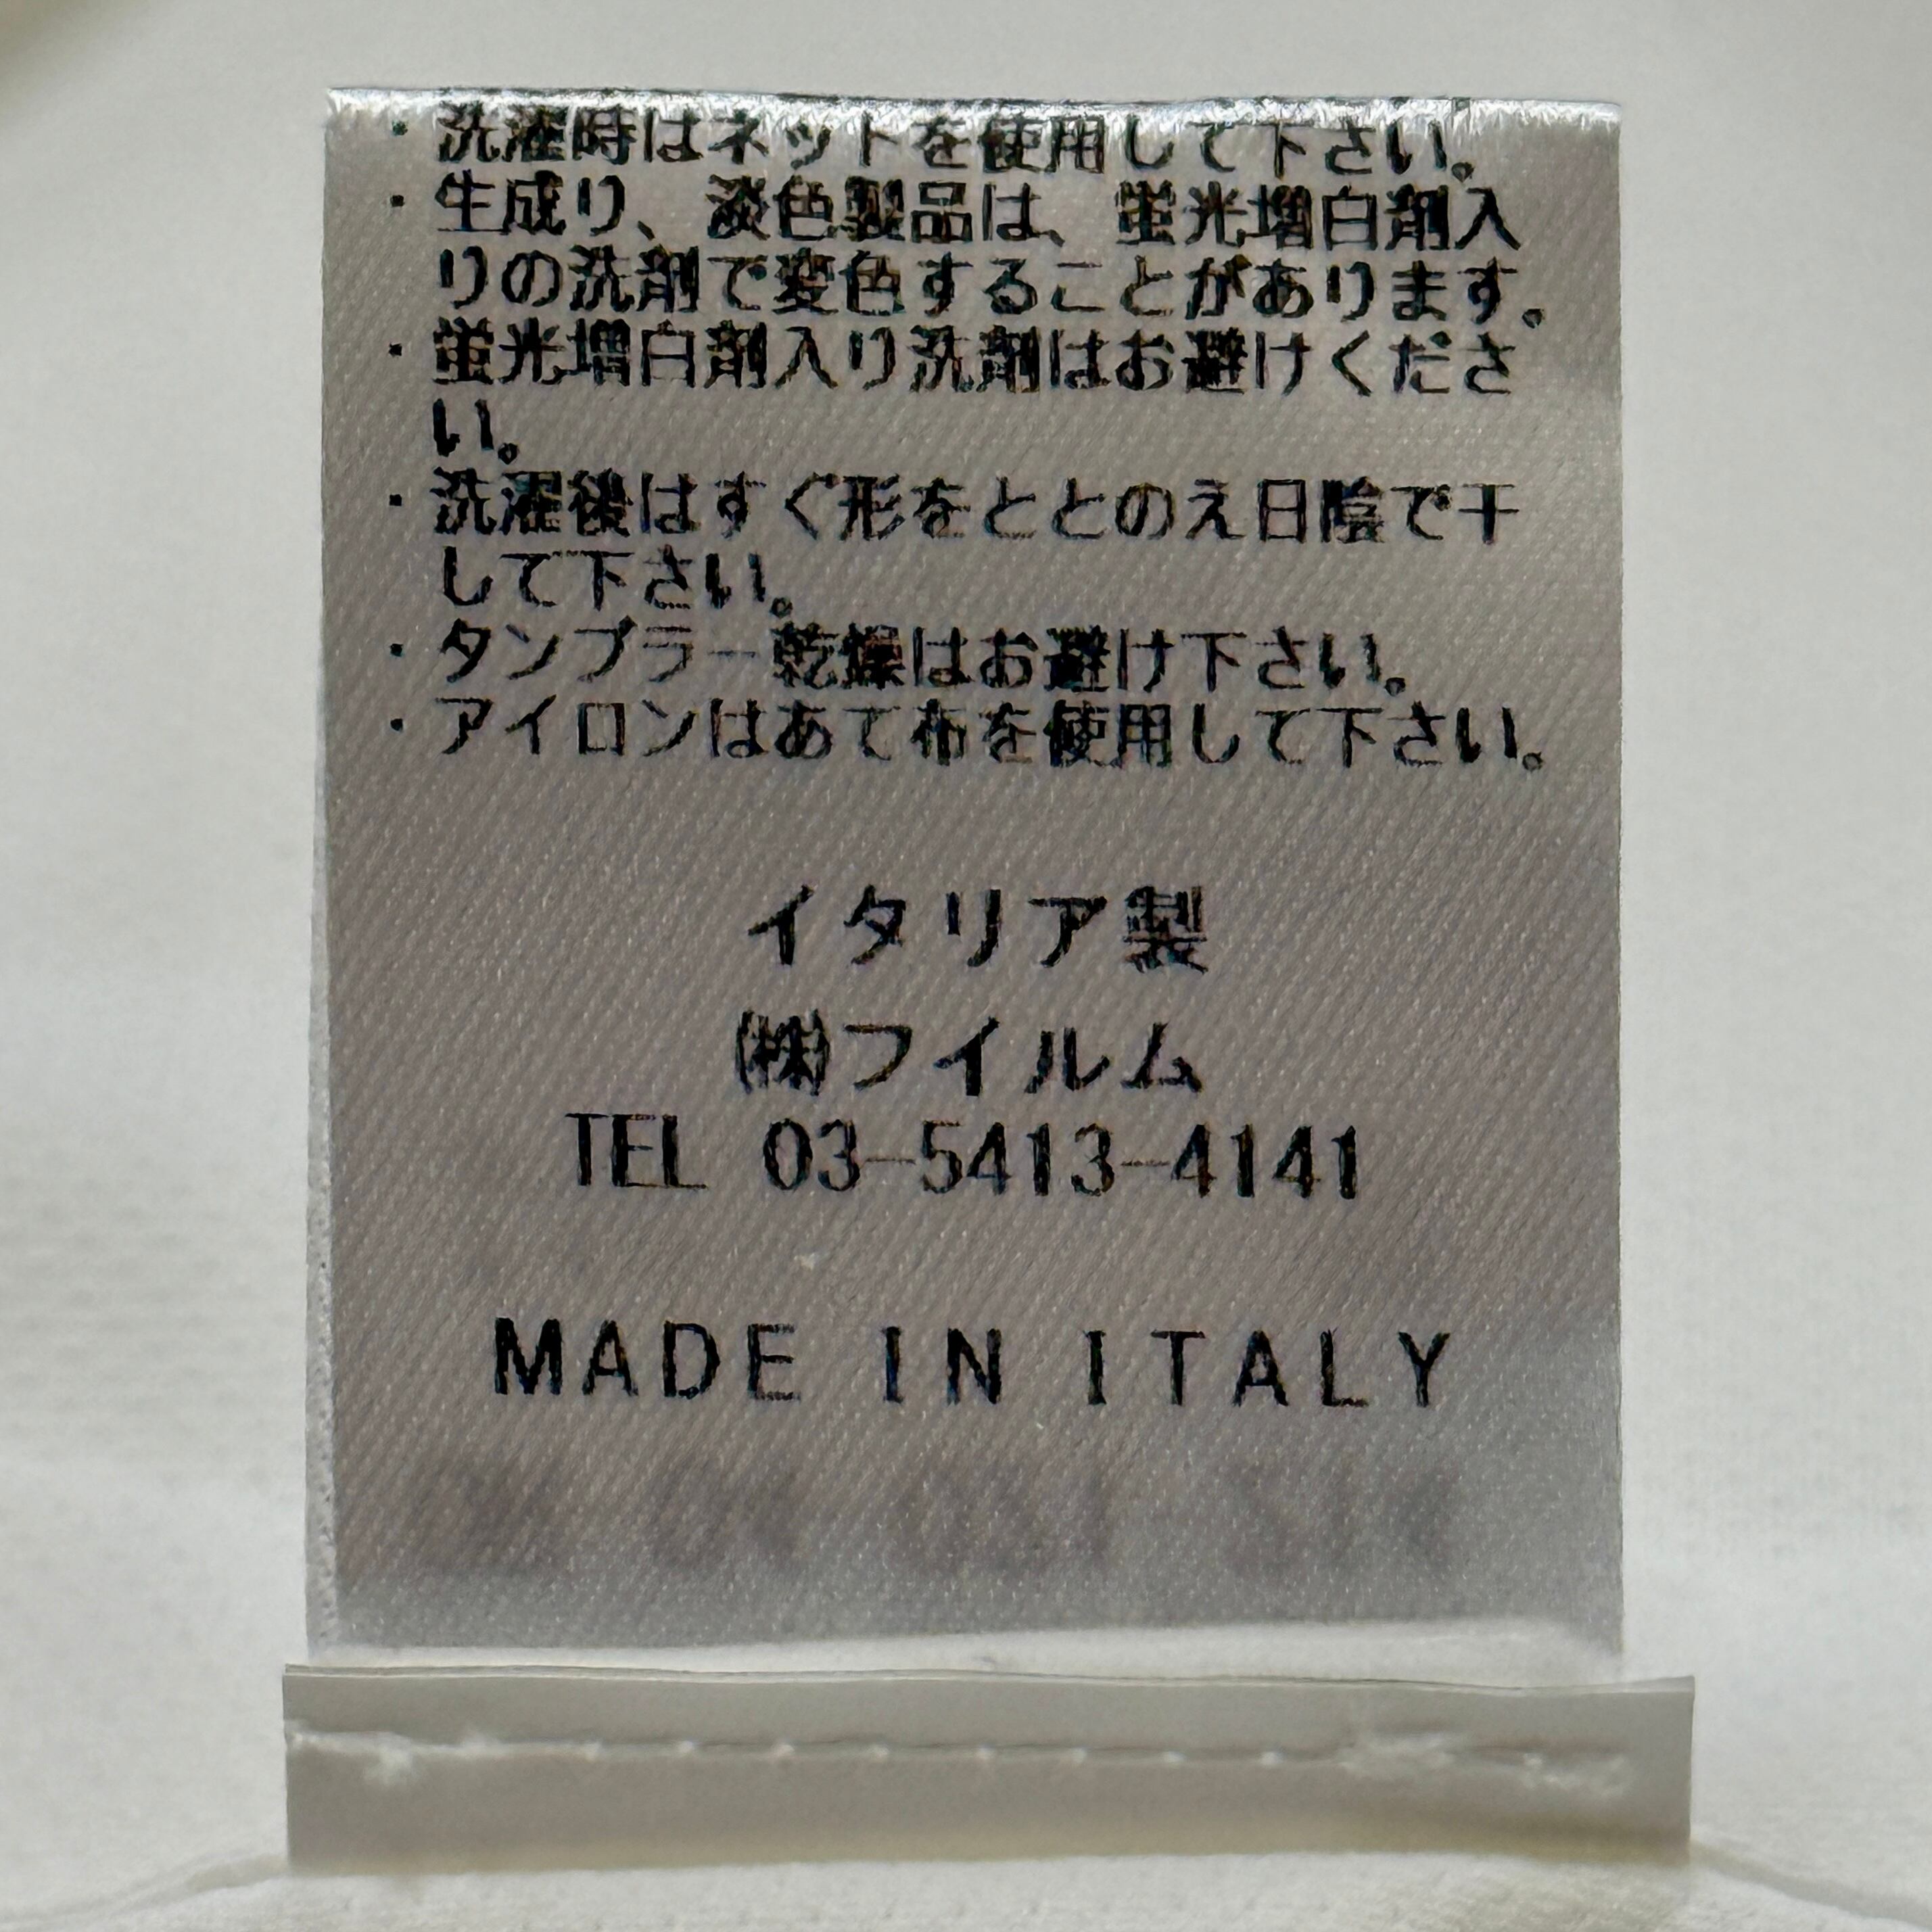 ・洗濯時はネットを使用して下さい。
・生成り、淡色製品は、蛍光増白剤入
りの洗剤で変色することがあります。
・蛍光増白剤入り洗剤はお避けくださ
い。
・洗濯後はすぐ形をととのえ日陰で干
して下さい。
・タンブラー乾燥はお避け下さい。
・アイロンはあて布を使用して下さい。
イタリア製
㈱フイルム
TEL 03-5413-4141
MADE IN ITALY